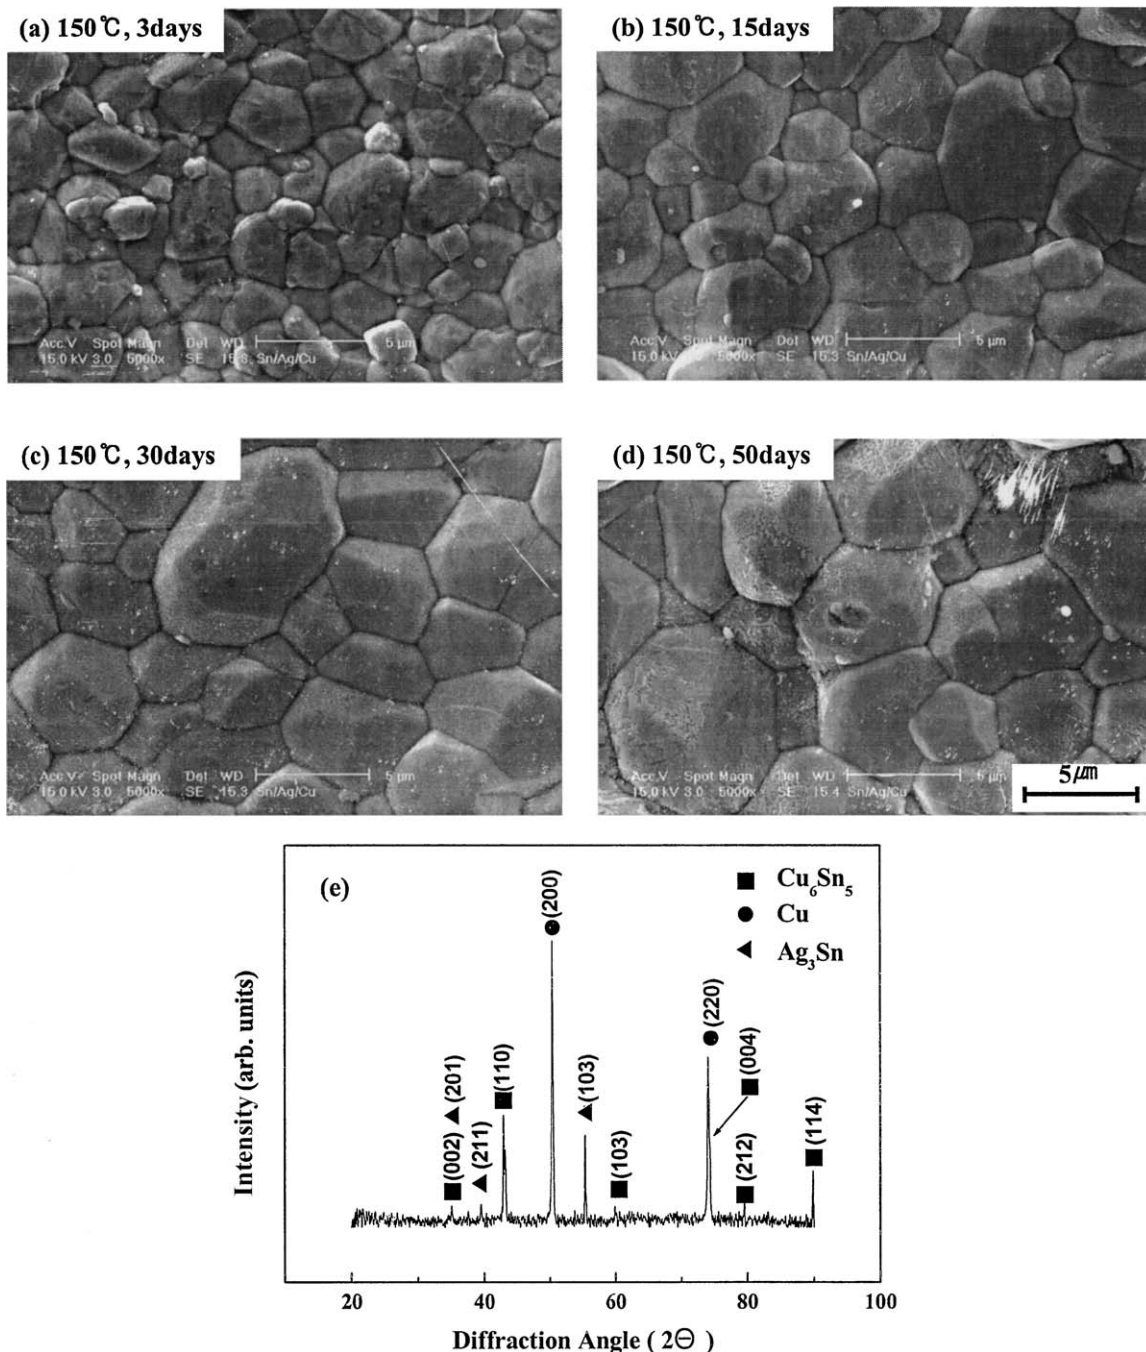 (a) 150℃, 3days
Acc.V Spot Magn Det WD 5 µm
15.0 kV 3.0 5000x SE 15.3 Sn/Ag/Cu
(b) 150℃, 15days
Acc.V Spot Magn Det WD 5 µm
15.0 kV 3.0 5000x SE 15.3 Sn/Ag/Cu
(c) 150℃, 30days
Acc.V Spot Magn Det WD 5 µm
15.0 kV 3.0 5000x SE 15.3 Sn/Ag/Cu
(d) 150℃, 50days
Acc.V Spot Magn Det WD 5 µm
15.0 kV 3.0 5000x SE 15.4 Sn/Ag/Cu
5㎛
(e)
Cu6Sn5
Cu
Ag3Sn
(002)
(201)
(211)
(110)
(200)
(103)
(103)
(220)
(004)
(212)
(114)
Intensity (arb. units)
20 40 60 80 100
Diffraction Angle ( 2Θ )